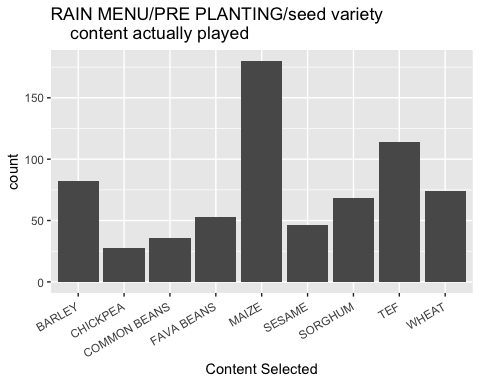 RAIN MENU/PRE PLANTING/seed variety
content actually played
count
150
100
50
0
BARLEY
CHICKPEA
COMMON BEANS
FAVA BEANS
MAIZE
SESAME
SORGHUM
TEF
WHEAT
Content Selected